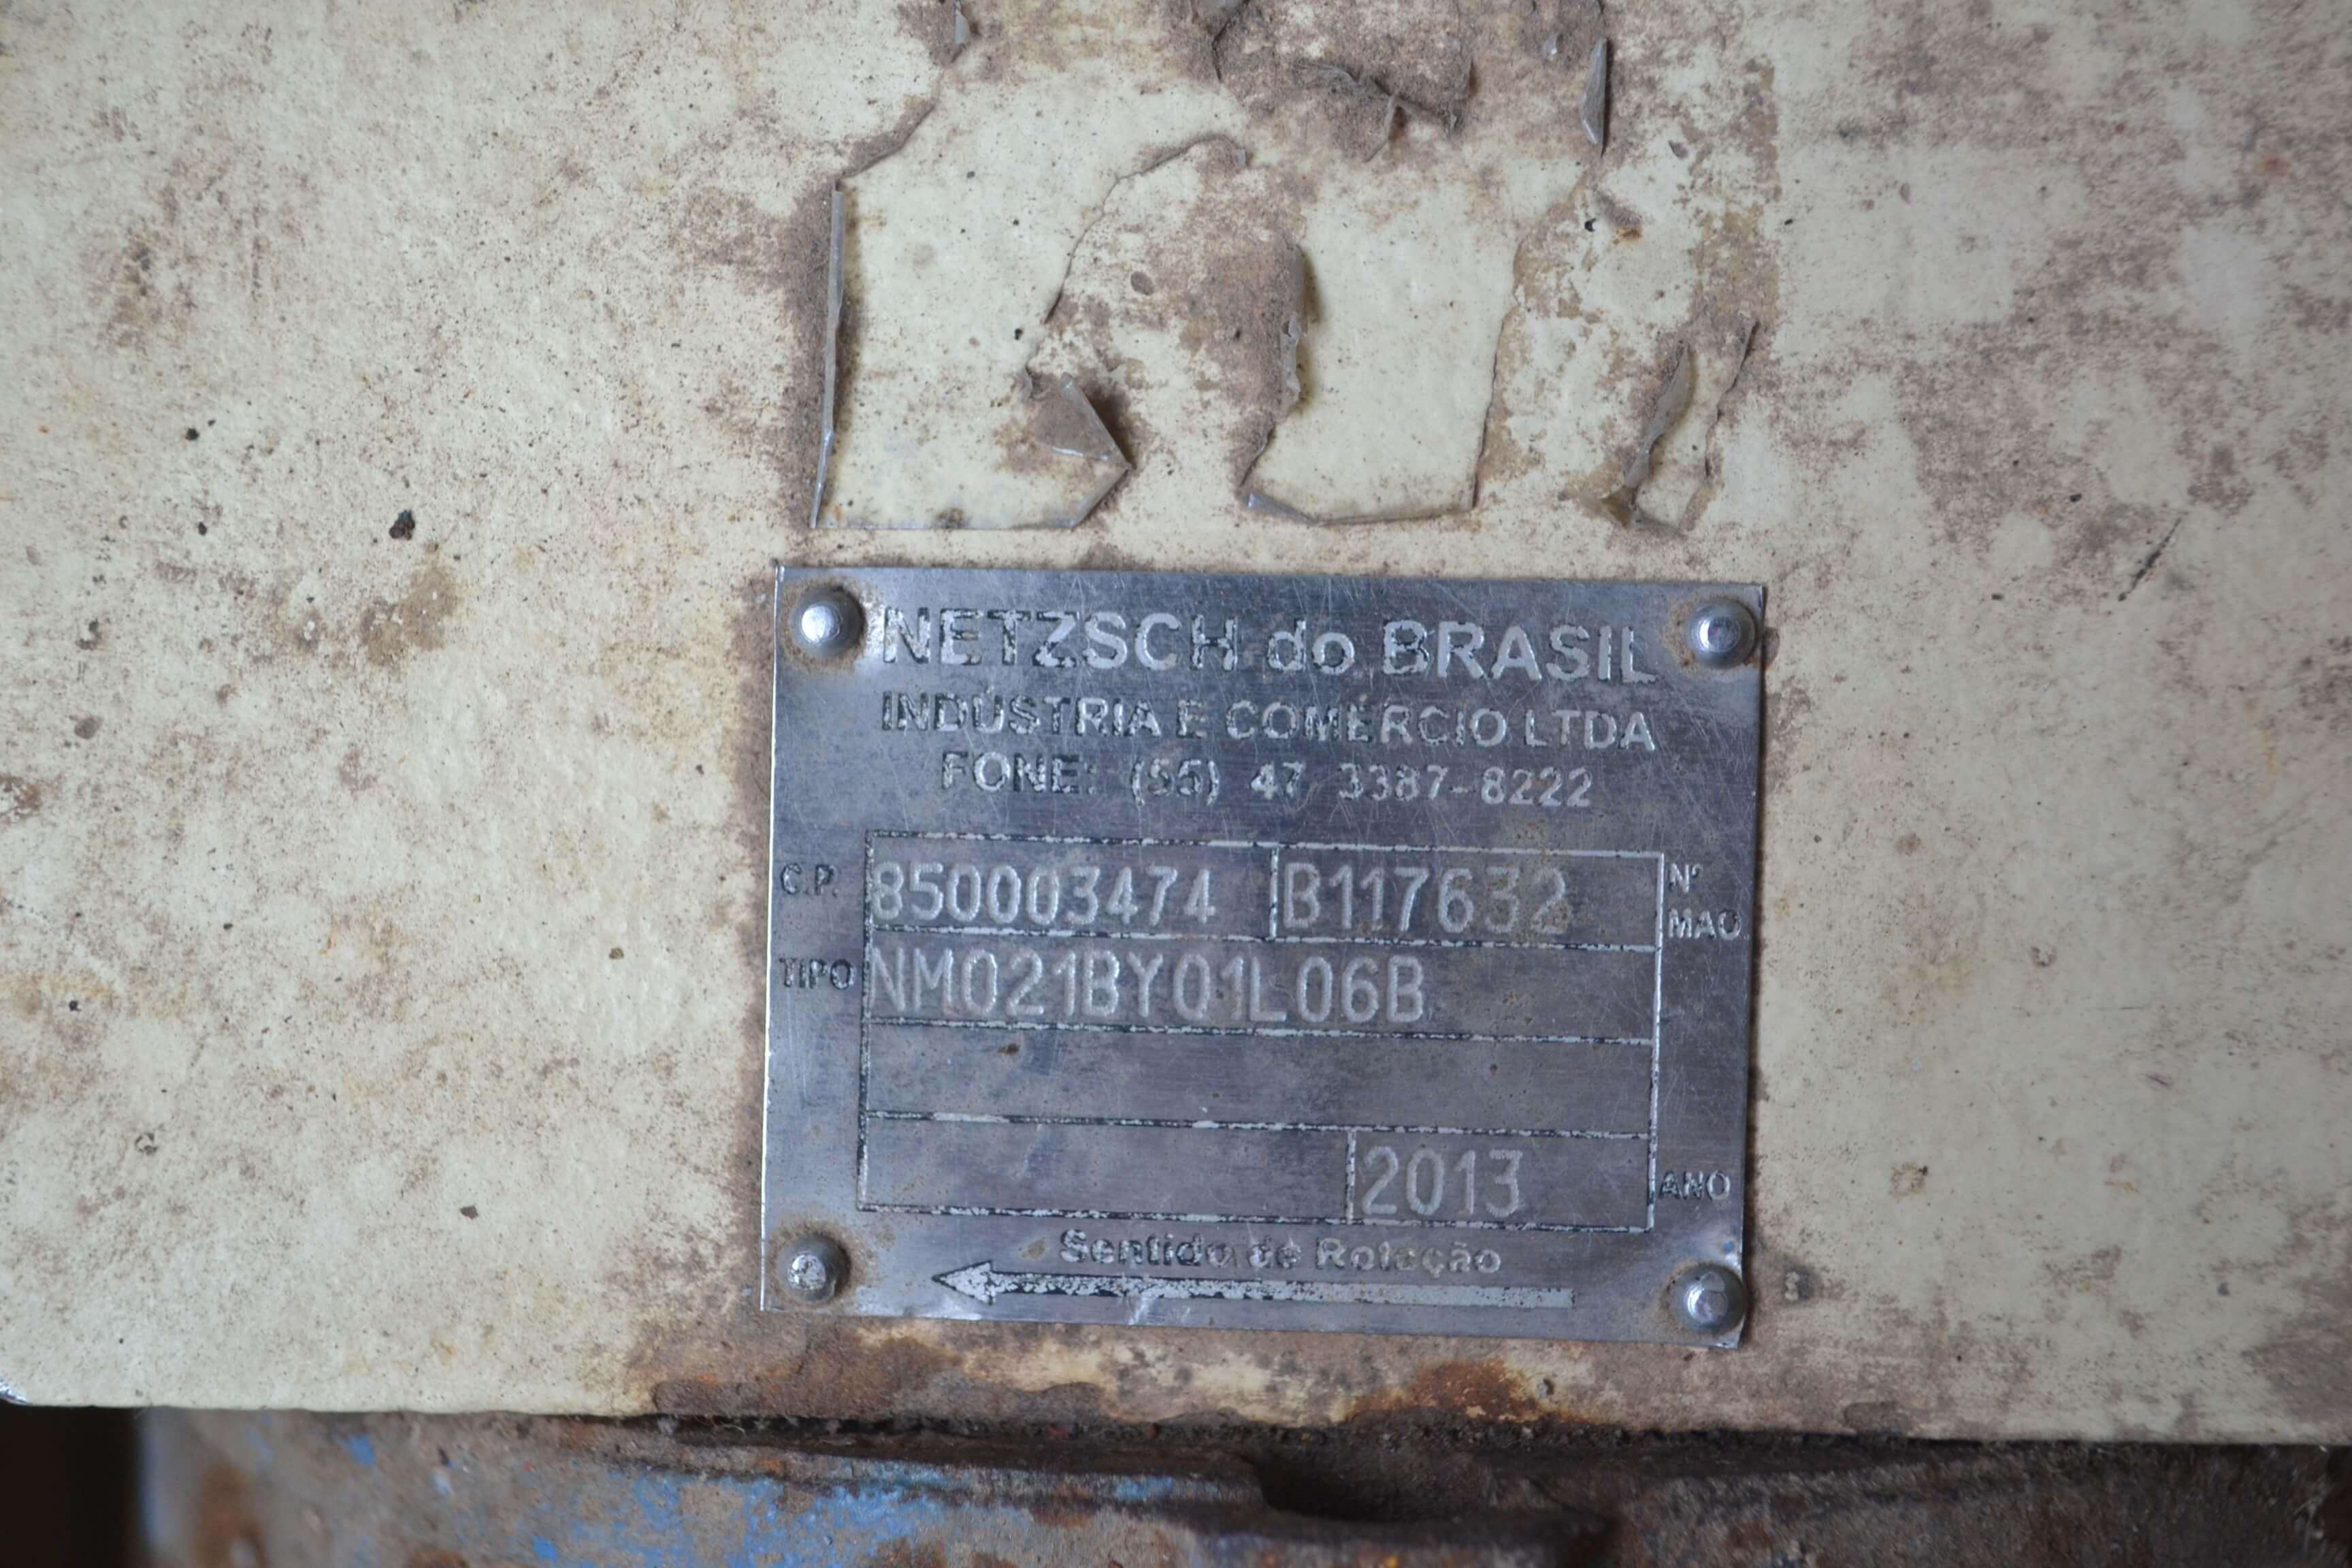 NETZSCH do BRASIL
INDÚSTRIA E COMÉRCIO LTDA
FONE: (55) 47 3387-8222
C.P. 850003474 B117632 Nº MAQ
TIPO NM021BY01L06B
2013 ANO
Sentido de Rotação